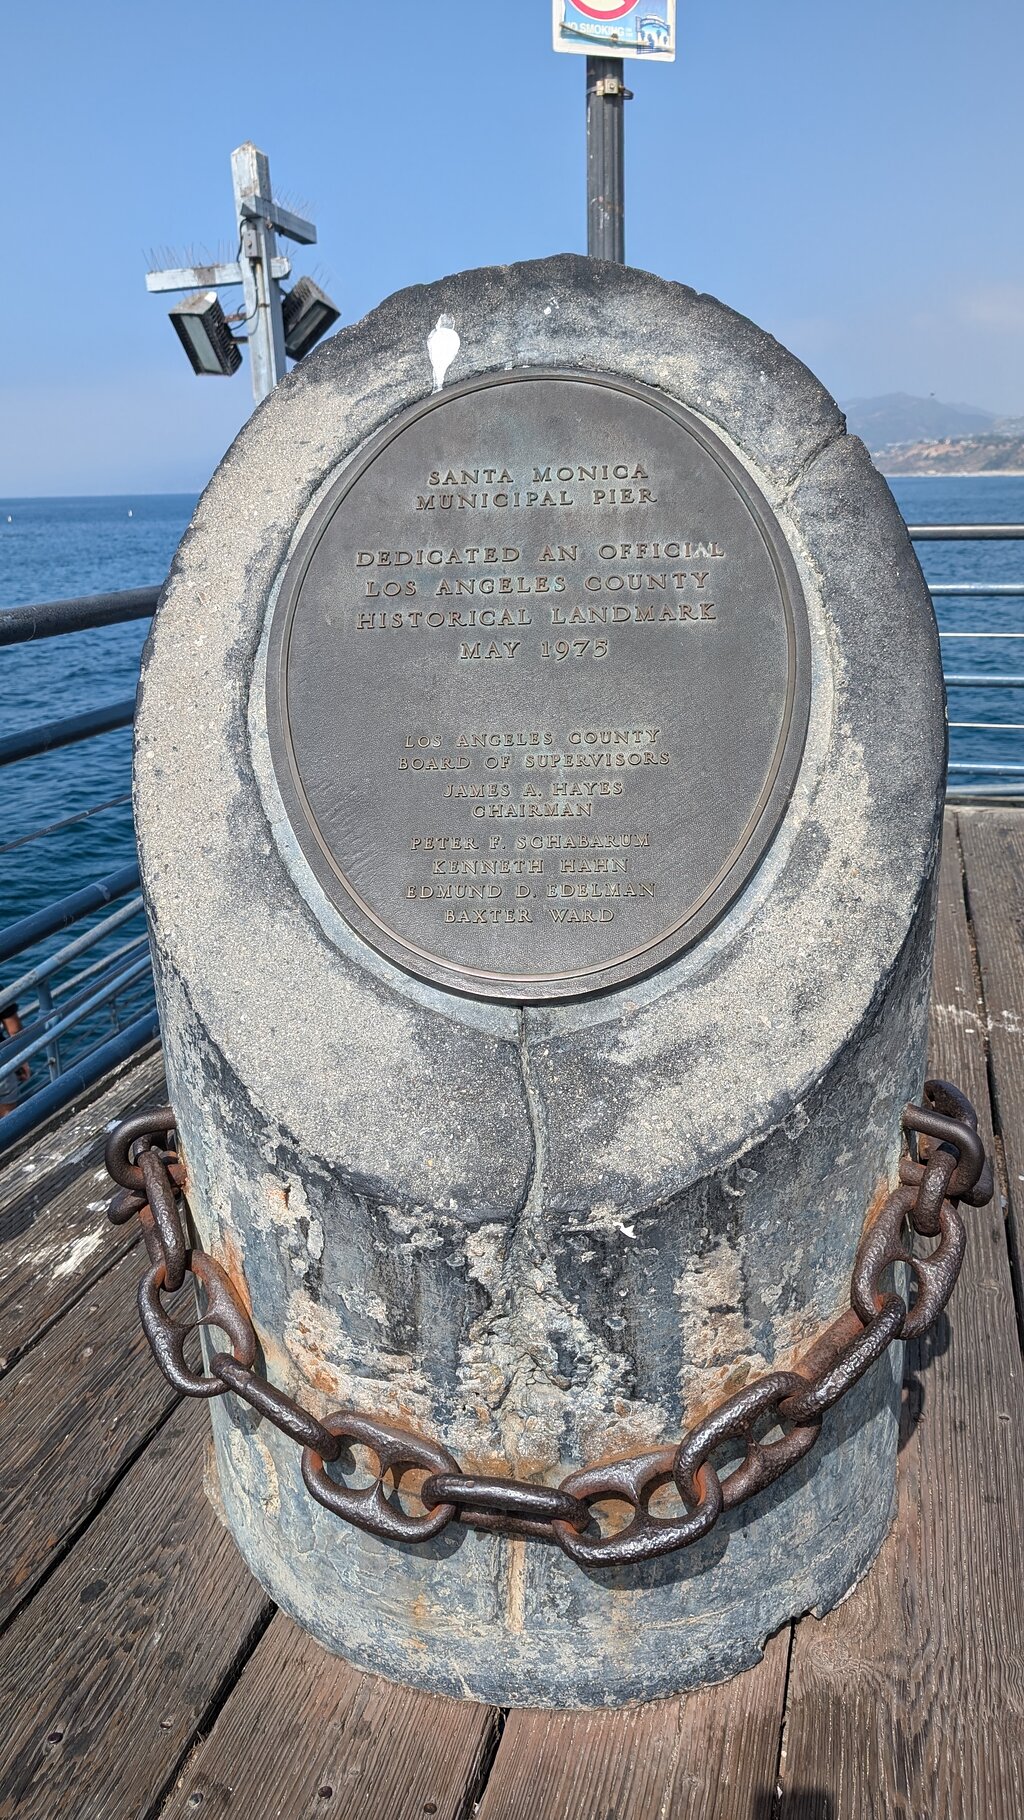 NO SMOKING
SANTA MONICA
MUNICIPAL PIER
DEDICATED AN OFFICIAL
LOS ANGELES COUNTY
HISTORICAL LANDMARK
MAY 1975
LOS ANGELES COUNTY
BOARD OF SUPERVISORS
JAMES A. HAYES
CHAIRMAN
PETER F. SCHABARUM
KENNETH HAHN
EDMUND D. EDELMAN
BAXTER WARD